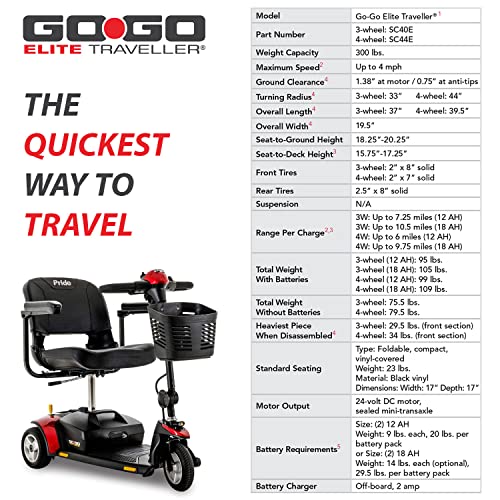 GO-GO
ELITE TRAVELLER®
THE
QUICKEST
WAY TO
TRAVEL
Pride
Model Go-Go Elite Traveller®1
Part Number 3-wheel: SC40E
4-wheel: SC44E
Weight Capacity 300 lbs.
Maximum Speed2 Up to 4 mph
Ground Clearance4 1.38" at motor / 0.75" at anti-tips
Turning Radius4 3-wheel: 33" 4-wheel: 44"
Overall Length4 3-wheel: 37" 4-wheel: 39.5"
Overall Width4 19.5"
Seat-to-Ground Height 18.25"-20.25"
Seat-to-Deck Height3 15.75"-17.25"
Front Tires 3-wheel: 2" x 8" solid
4-wheel: 2" x 7" solid
Rear Tires 2.5" x 8" solid
Suspension N/A
Range Per Charge2,3 3W: Up to 7.25 miles (12 AH)
3W: Up to 10.5 miles (18 AH)
4W: Up to 6 miles (12 AH)
4W: Up to 9.75 miles (18 AH)
Total Weight
With Batteries 3-wheel (12 AH): 95 lbs.
3-wheel (18 AH): 105 lbs.
4-wheel (12 AH): 99 lbs.
4-wheel (18 AH): 109 lbs.
Total Weight
Without Batteries 3-wheel: 75.5 lbs.
4-wheel: 79.5 lbs.
Heaviest Piece
When Disassembled4 3-wheel: 29.5 lbs. (front section)
4-wheel: 34 lbs. (front section)
Standard Seating Type: Foldable, compact,
vinyl-covered
Weight: 23 lbs.
Material: Black vinyl
Dimensions: Width: 17" Depth: 17"
Motor Output 24-volt DC motor,
sealed mini-transaxle
Battery Requirements5 Size: (2) 12 AH
Weight: 9 lbs. each, 20 lbs. per
battery pack
or Size: (2) 18 AH
Weight: 14 lbs. each (optional),
29.5 lbs. per battery pack
Battery Charger Off-board, 2 amp